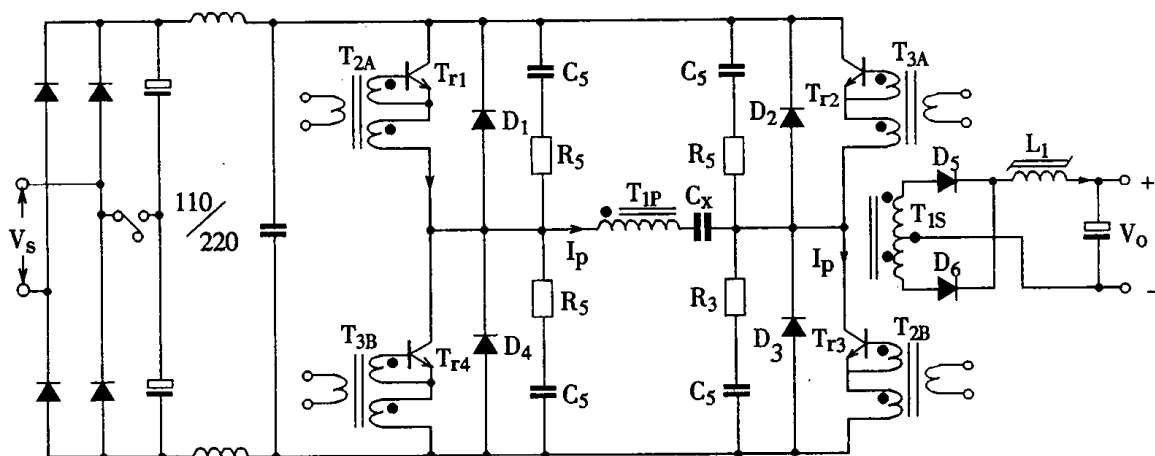 T2A
Tr1
D1
C5
R5
C5
R5
D2
T3A
Tr2
D5
L1
+
T1P
Cx
T1S
Vo
Vs
110/220
Ip
Ip
D6
−
T3B
Tr4
D4
R5
C5
R3
C5
D3
Tr3
T2B